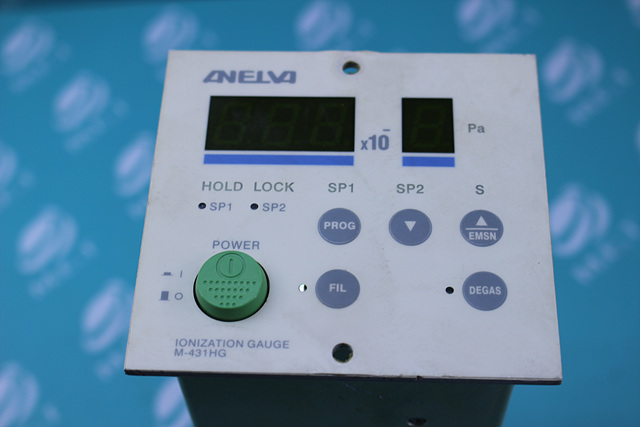 ANELVA
x10⁻
Pa
HOLD LOCK SP1 SP2 S
SP1 SP2
PROG ▼ ▲ EMSN
POWER
I
O
FIL DEGAS
IONIZATION GAUGE
M-431HG